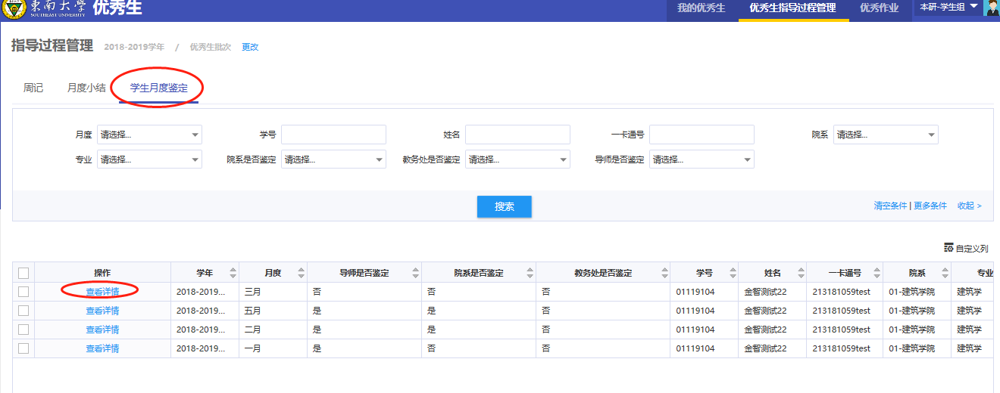 東南大學 优秀生 我的优秀生 优秀生指导过程管理 优秀作业 本研-学生组
SOUTHEAST UNIVERSITY
指导过程管理 2018-2019学年 / 优秀生批次 更改
周记 月度小结 学生月度鉴定
月度 请选择... 学号 姓名 一卡通号 院系 请选择...
专业 请选择... 院系是否鉴定 请选择... 教务处是否鉴定 请选择... 导师是否鉴定 请选择...
搜索 清空条件 | 更多条件 收起 >
自定义列
操作 学年 月度 导师是否鉴定 院系是否鉴定 教务处是否鉴定 学号 姓名 一卡通号 院系 专业
查看详情 2018-2019... 三月 否 否 否 01119104 金智测试22 213181059test 01-建筑学院 建筑学
查看详情 2018-2019... 五月 是 是 否 01119104 金智测试22 213181059test 01-建筑学院 建筑学
查看详情 2018-2019... 二月 是 是 否 01119104 金智测试22 213181059test 01-建筑学院 建筑学
查看详情 2018-2019... 一月 是 否 否 01119104 金智测试22 213181059test 01-建筑学院 建筑学